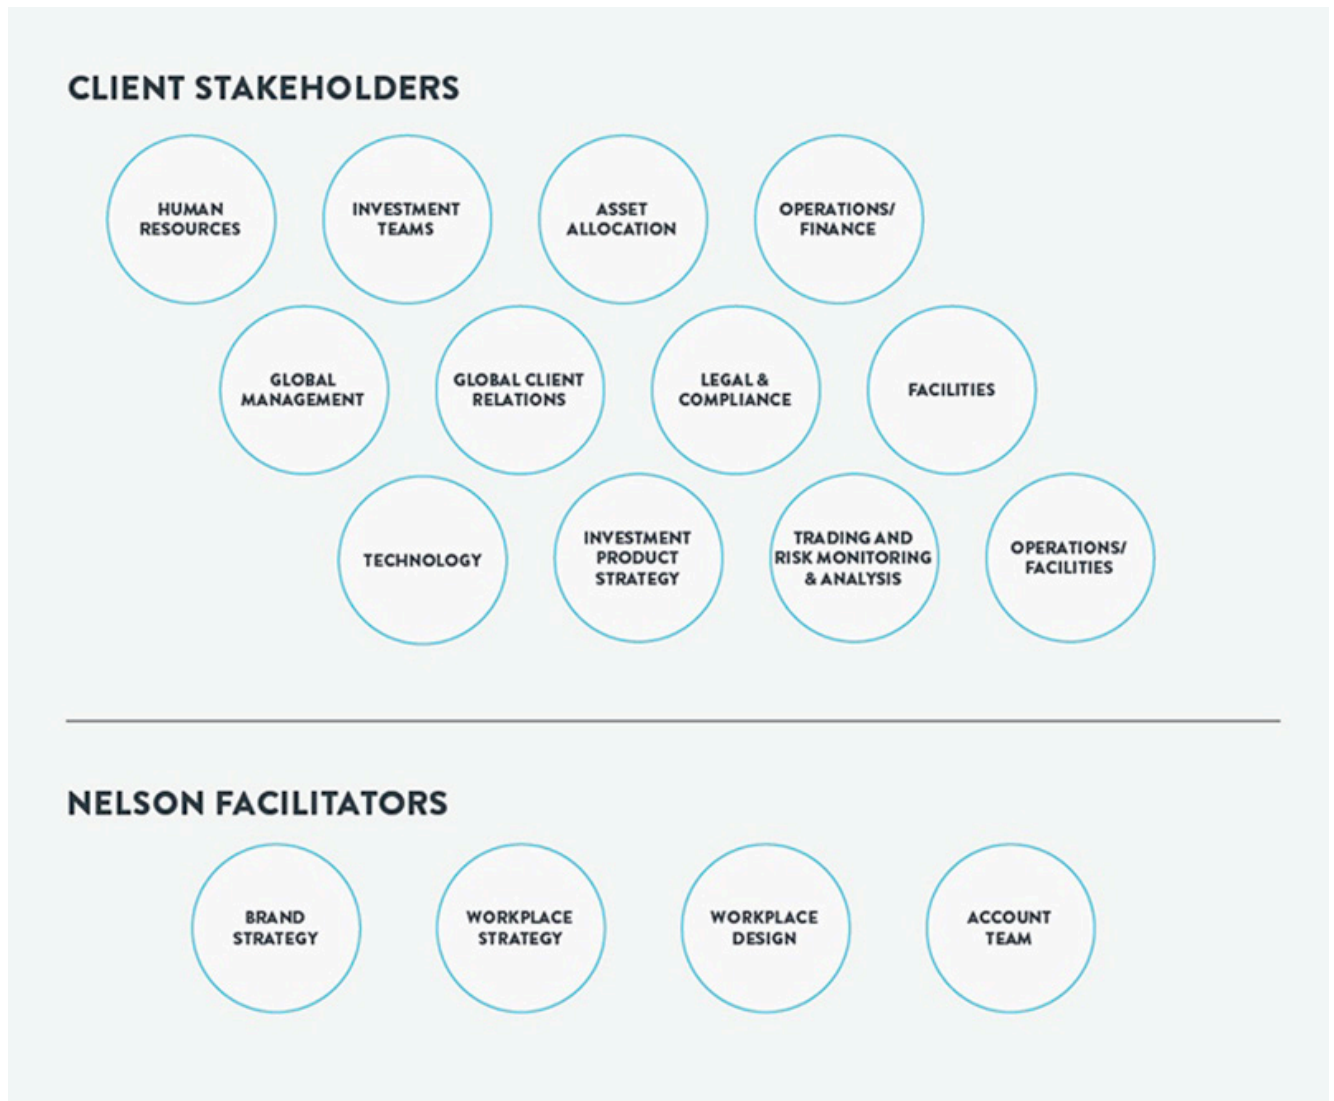 CLIENT STAKEHOLDERS
HUMAN
RESOURCES
INVESTMENT
TEAMS
ASSET
ALLOCATION
OPERATIONS/
FINANCE
GLOBAL
MANAGEMENT
GLOBAL CLIENT
RELATIONS
LEGAL &
COMPLIANCE
FACILITIES
TECHNOLOGY
INVESTMENT
PRODUCT
STRATEGY
TRADING AND
RISK MONITORING
& ANALYSIS
OPERATIONS/
FACILITIES
NELSON FACILITATORS
BRAND
STRATEGY
WORKPLACE
STRATEGY
WORKPLACE
DESIGN
ACCOUNT
TEAM